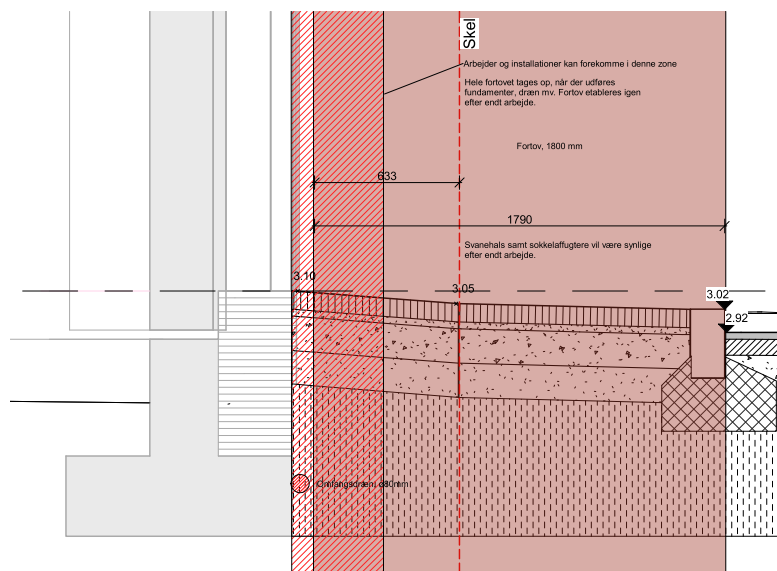 Skel
Arbejder og installationer kan forekomme i denne zone
Hele fortovet tages op, når der udføres
fundamenter, dræn mv. Fortov etableres igen
efter endt arbejde.
Fortov, 1800 mm
633
1790
Svanehals samt sokkelaffugtere vil være synlige
efter endt arbejde.
3.10
3.05
3.02
2.92
Omfangsdræn, ø80mm